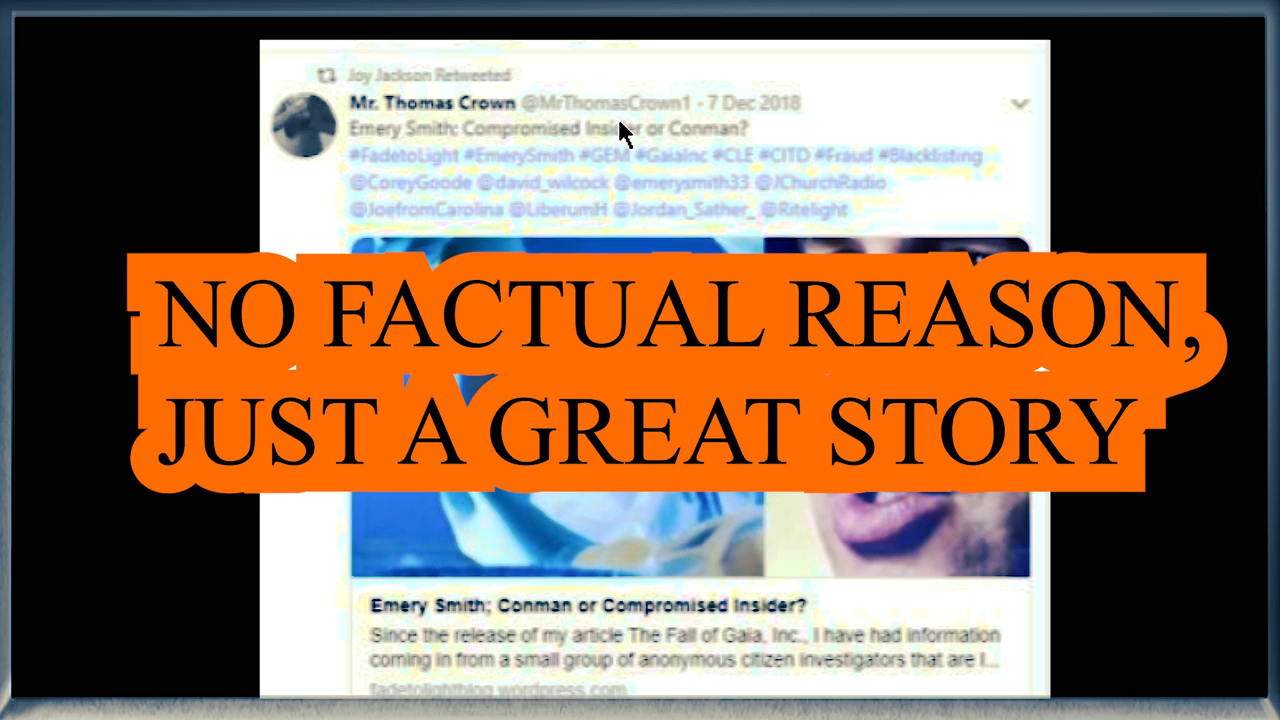 Joy Jackson Retweeted
Mr. Thomas Crown @MrThomasCrown1 - 7 Dec 2018
Emery Smith: Compromised Insider or Conman?
#FadetoLight #EmerySmith #GEM #GaiaInc #CLE #CITD #Fraud #Blacklisting
@CoreyGoode @david_wilcock @emerysmith33 @JChurchRadio
@JoefromCarolina @LiberumH @Jordan_Sather_ @Ritelight
NO FACTUAL REASON,
JUST A GREAT STORY
Emery Smith; Conman or Compromised Insider?
Since the release of my article The Fall of Gaia, Inc., I have had information
coming in from a small group of anonymous citizen investigators that are I...
fadetolightblog.wordpress.com